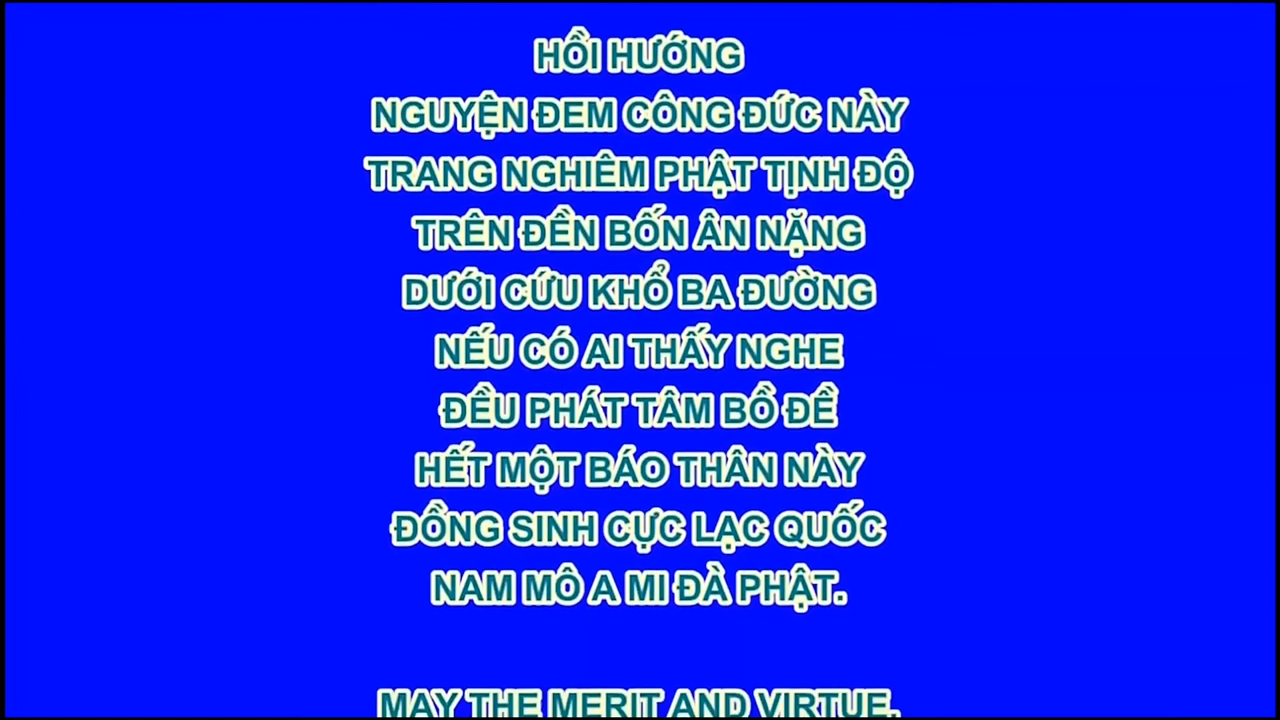 HỒI HƯỚNG
NGUYỆN ĐEM CÔNG ĐỨC NÀY
TRANG NGHIÊM PHẬT TỊNH ĐỘ
TRÊN ĐỀN BỐN ÂN NẶNG
DƯỚI CỨU KHỔ BA ĐƯỜNG
NẾU CÓ AI THẤY NGHE
ĐỀU PHÁT TÂM BỒ ĐỀ
HẾT MỘT BÁO THÂN NÀY
ĐỒNG SINH CỰC LẠC QUỐC
NAM MÔ A MI ĐÀ PHẬT.
MAY THE MERIT AND VIRTUE,